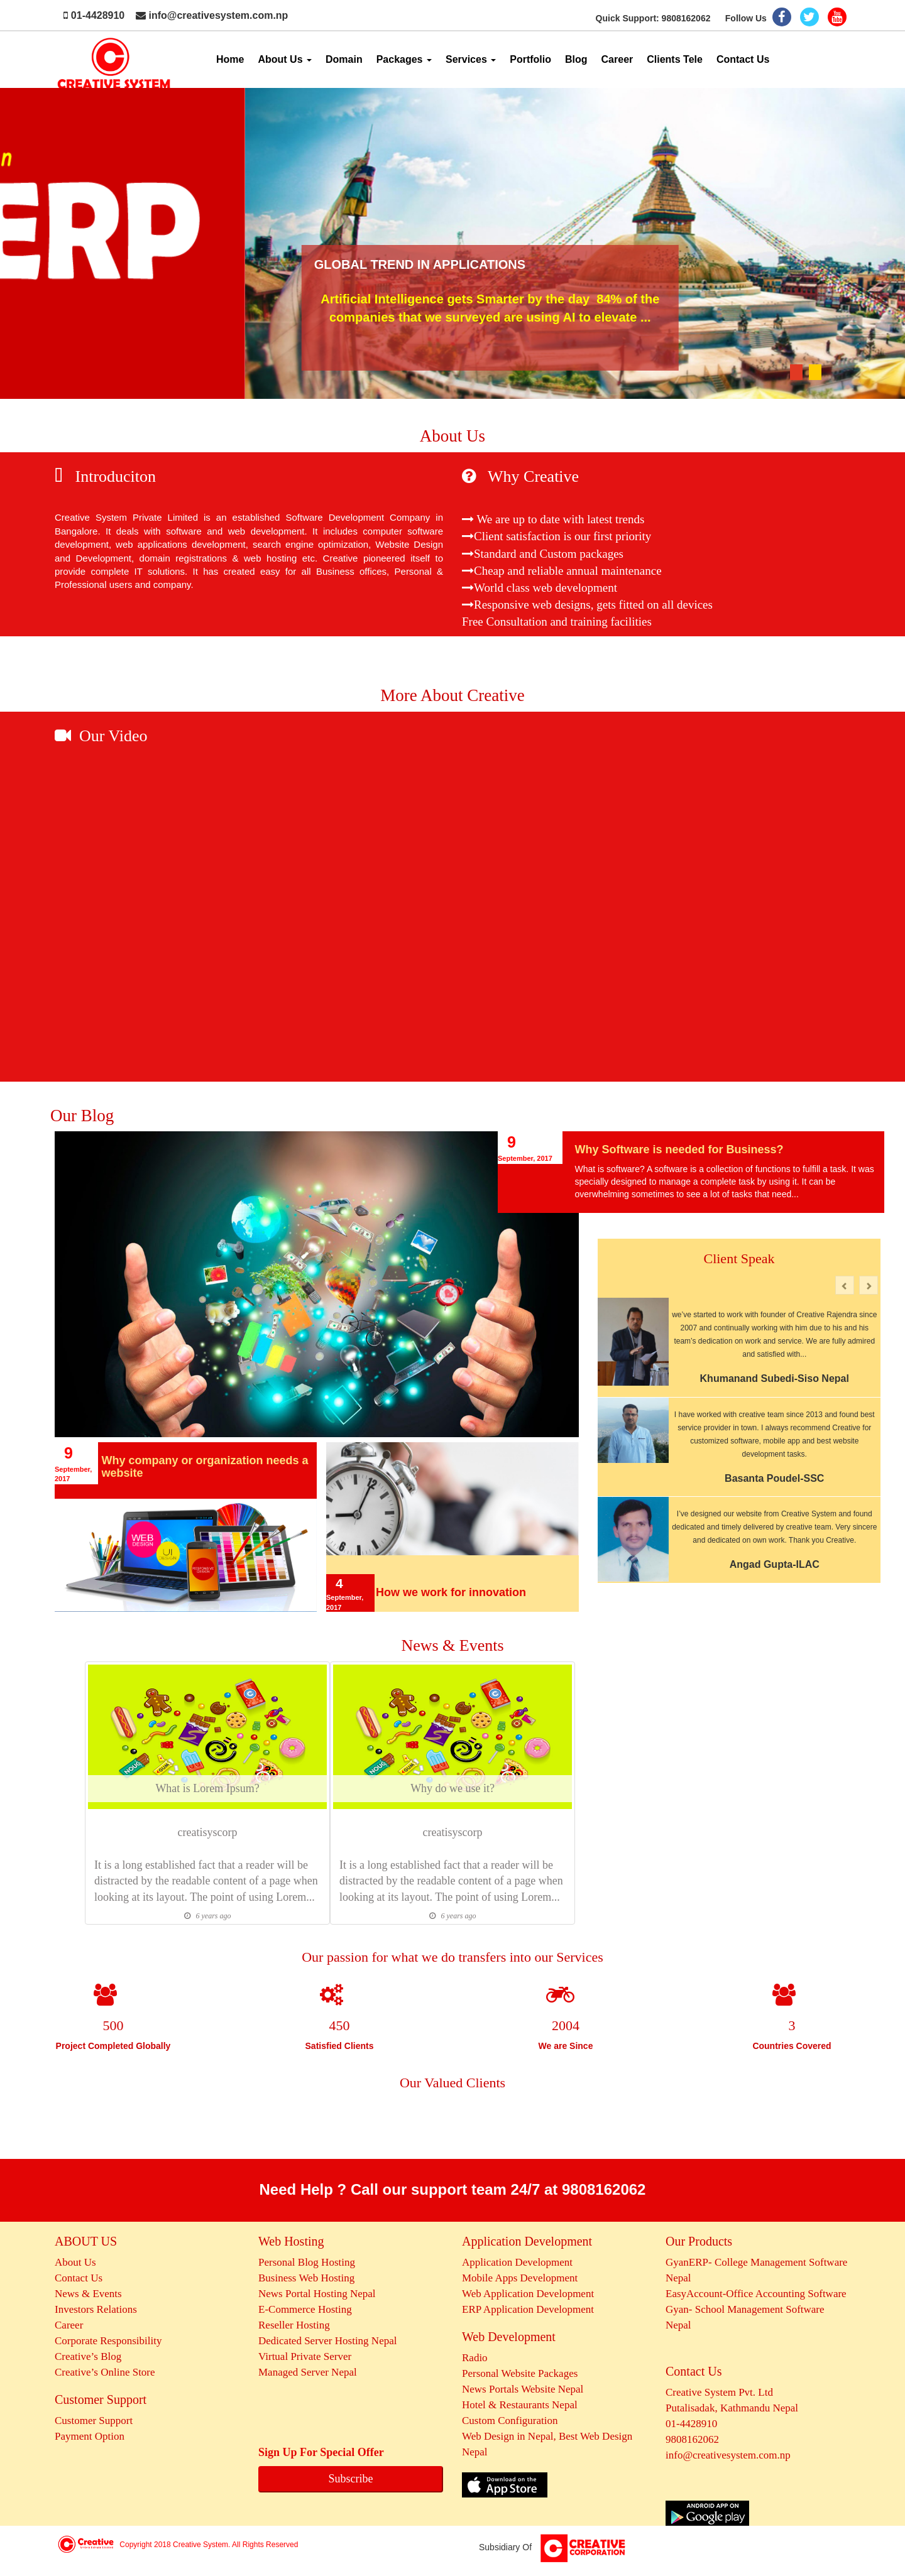 01-4428910 info@creativesystem.com.np
Quick Support: 9808162062 Follow Us
You Tube
CREATIVE SYSTEM
Home About Us Domain Packages Services Portfolio Blog Career Clients Tele Contact Us
n
ERP
GLOBAL TREND IN APPLICATIONS
Artificial Intelligence gets Smarter by the day 84% of the
companies that we surveyed are using AI to elevate ...
About Us
Introduciton
Creative System Private Limited is an established Software Development Company in
Bangalore. It deals with software and web development. It includes computer software
development, web applications development, search engine optimization, Website Design
and Development, domain registrations & web hosting etc. Creative pioneered itself to
provide complete IT solutions. It has created easy for all Business offices, Personal &
Professional users and company.
Why Creative
We are up to date with latest trends
Client satisfaction is our first priority
Standard and Custom packages
Cheap and reliable annual maintenance
World class web development
Responsive web designs, gets fitted on all devices
Free Consultation and training facilities
More About Creative
Our Video
Our Blog
9
September, 2017
Why Software is needed for Business?
What is software? A software is a collection of functions to fulfill a task. It was
specially designed to manage a complete task by using it. It can be
overwhelming sometimes to see a lot of tasks that need...
Client Speak
we've started to work with founder of Creative Rajendra since
2007 and continually working with him due to his and his
team's dedication on work and service. We are fully admired
and satisfied with...
Khumanand Subedi-Siso Nepal
I have worked with creative team since 2013 and found best
service provider in town. I always recommend Creative for
customized software, mobile app and best website
development tasks.
Basanta Poudel-SSC
I've designed our website from Creative System and found
dedicated and timely delivered by creative team. Very sincere
and dedicated on own work. Thank you Creative.
Angad Gupta-ILAC
9
September,
2017
Why company or organization needs a
website
WEB
DESIGN
UI
4
September,
2017
How we work for innovation
News & Events
What is Lorem Ipsum?
creatisyscorp
It is a long established fact that a reader will be
distracted by the readable content of a page when
looking at its layout. The point of using Lorem...
6 years ago
Why do we use it?
creatisyscorp
It is a long established fact that a reader will be
distracted by the readable content of a page when
looking at its layout. The point of using Lorem...
6 years ago
Our passion for what we do transfers into our Services
500
Project Completed Globally
450
Satisfied Clients
2004
We are Since
3
Countries Covered
Our Valued Clients
Need Help ? Call our support team 24/7 at 9808162062
ABOUT US
About Us
Contact Us
News & Events
Investors Relations
Career
Corporate Responsibility
Creative's Blog
Creative's Online Store
Customer Support
Customer Support
Payment Option
Web Hosting
Personal Blog Hosting
Business Web Hosting
News Portal Hosting Nepal
E-Commerce Hosting
Reseller Hosting
Dedicated Server Hosting Nepal
Virtual Private Server
Managed Server Nepal
Sign Up For Special Offer
Subscribe
Application Development
Application Development
Mobile Apps Development
Web Application Development
ERP Application Development
Web Development
Radio
Personal Website Packages
News Portals Website Nepal
Hotel & Restaurants Nepal
Custom Configuration
Web Design in Nepal, Best Web Design
Nepal
Download on the
App Store
Our Products
GyanERP- College Management Software
Nepal
EasyAccount-Office Accounting Software
Gyan- School Management Software
Nepal
Contact Us
Creative System Pvt. Ltd
Putalisadak, Kathmandu Nepal
01-4428910
9808162062
info@creativesystem.com.np
ANDROID APP ON
Google play
Creative
Copyright 2018 Creative System. All Rights Reserved
Subsidiary Of
CREATIVE
CORPORATION